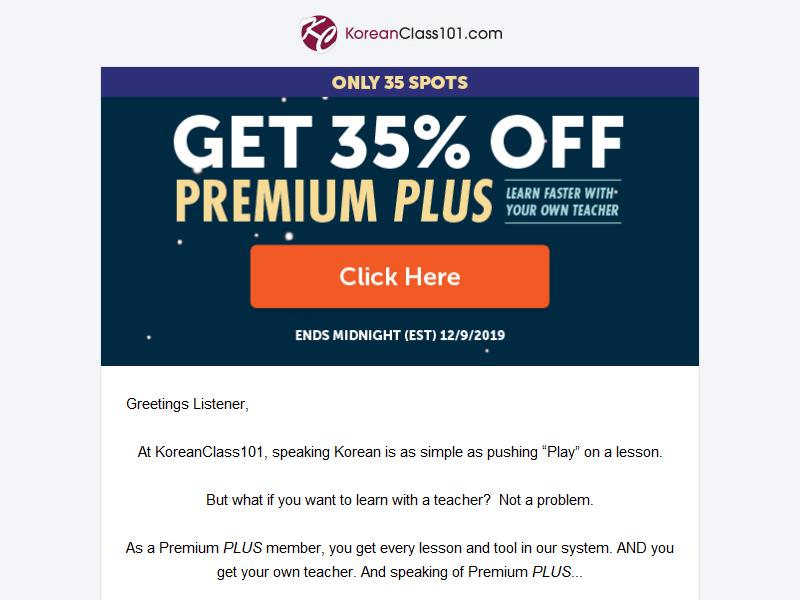 KoreanClass101.com
ONLY 35 SPOTS
GET 35% OFF
PREMIUM PLUS
LEARN FASTER WITH
YOUR OWN TEACHER
Click Here
ENDS MIDNIGHT (EST) 12/9/2019
Greetings Listener,
At KoreanClass101, speaking Korean is as simple as pushing “Play” on a lesson.
But what if you want to learn with a teacher?  Not a problem.
As a Premium PLUS member, you get every lesson and tool in our system. AND you
get your own teacher. And speaking of Premium PLUS...